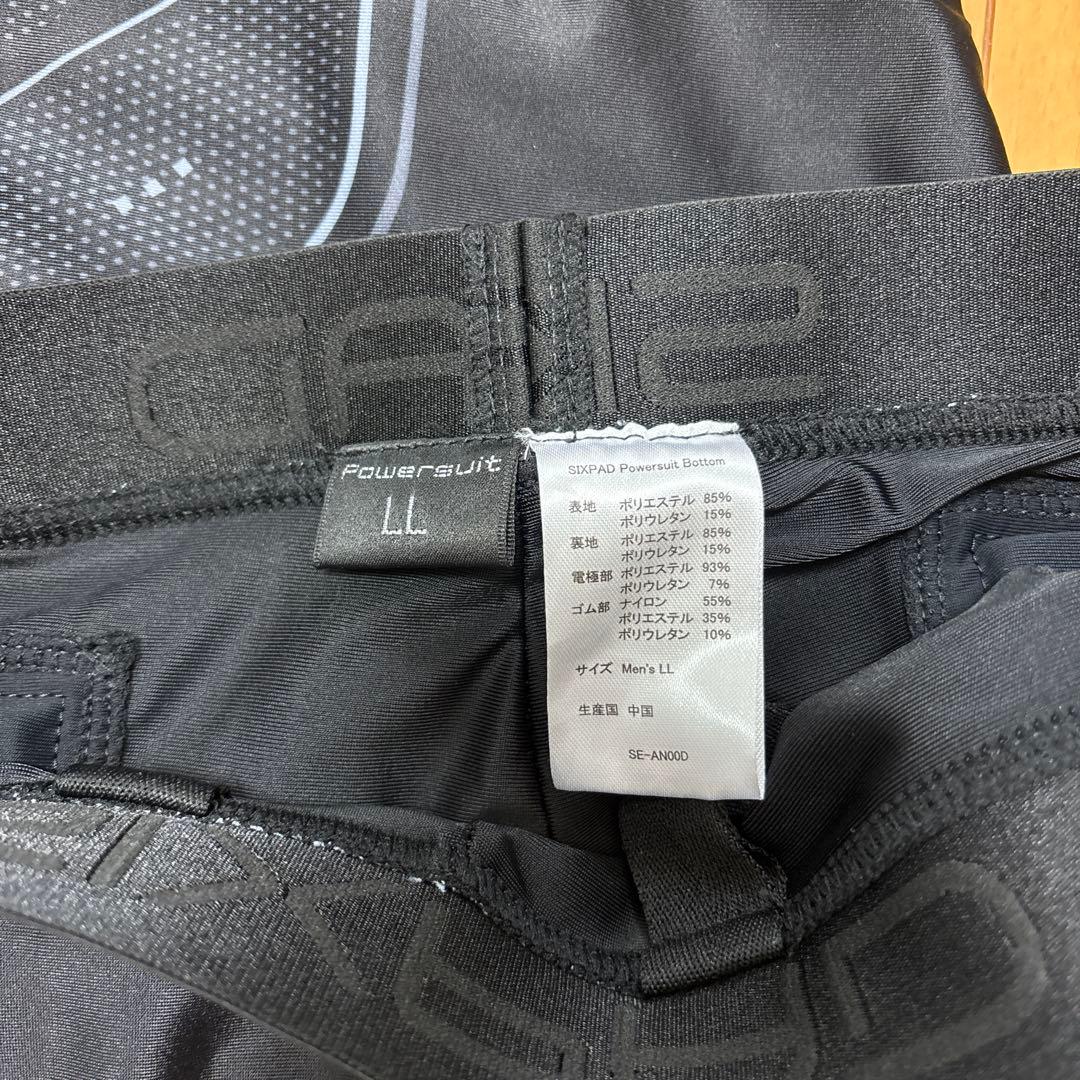 Powersuit
LL
SIXPAD Powersuit Bottom
表地 ポリエステル 85%
ポリウレタン 15%
裏地 ポリエステル 85%
ポリウレタン 15%
電極部 ポリエステル 93%
ポリウレタン 7%
ゴム部 ナイロン 55%
ポリエステル 35%
ポリウレタン 10%
サイズ Men's LL
生産国 中国
SE-AN00D